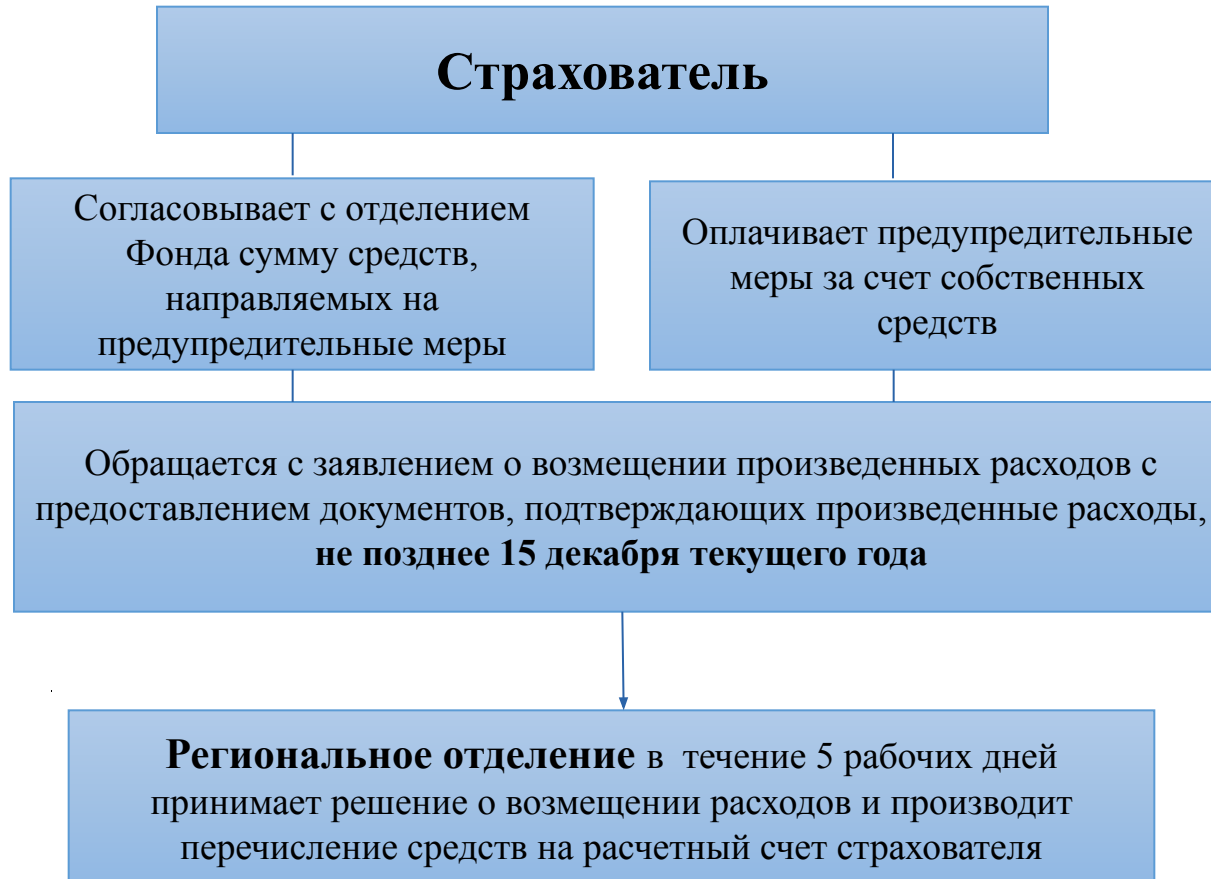 Страхователь
Согласовывает с отделением
Фонда сумму средств,
направляемых на
предупредительные меры
Оплачивает предупредительные
меры за счет собственных
средств
Обращается с заявлением о возмещении произведенных расходов с
предоставлением документов, подтверждающих произведенные расходы,
не позднее 15 декабря текущего года
Региональное отделение в течение 5 рабочих дней
принимает решение о возмещении расходов и производит
перечисление средств на расчетный счет страхователя